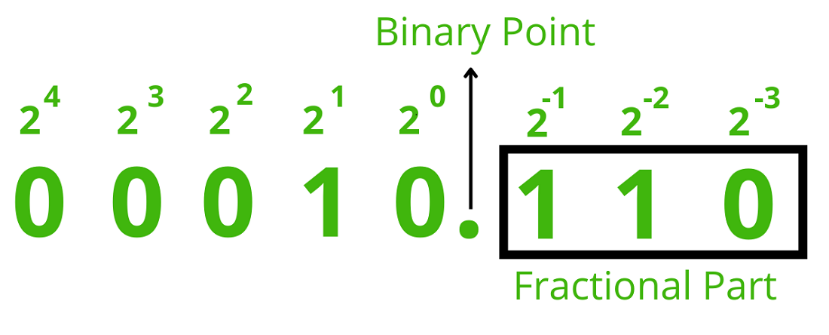 Binary Point
2^4 2^3 2^2 2^1 2^0 2^-1 2^-2 2^-3
0 0 0 1 0 . 1 1 0
Fractional Part